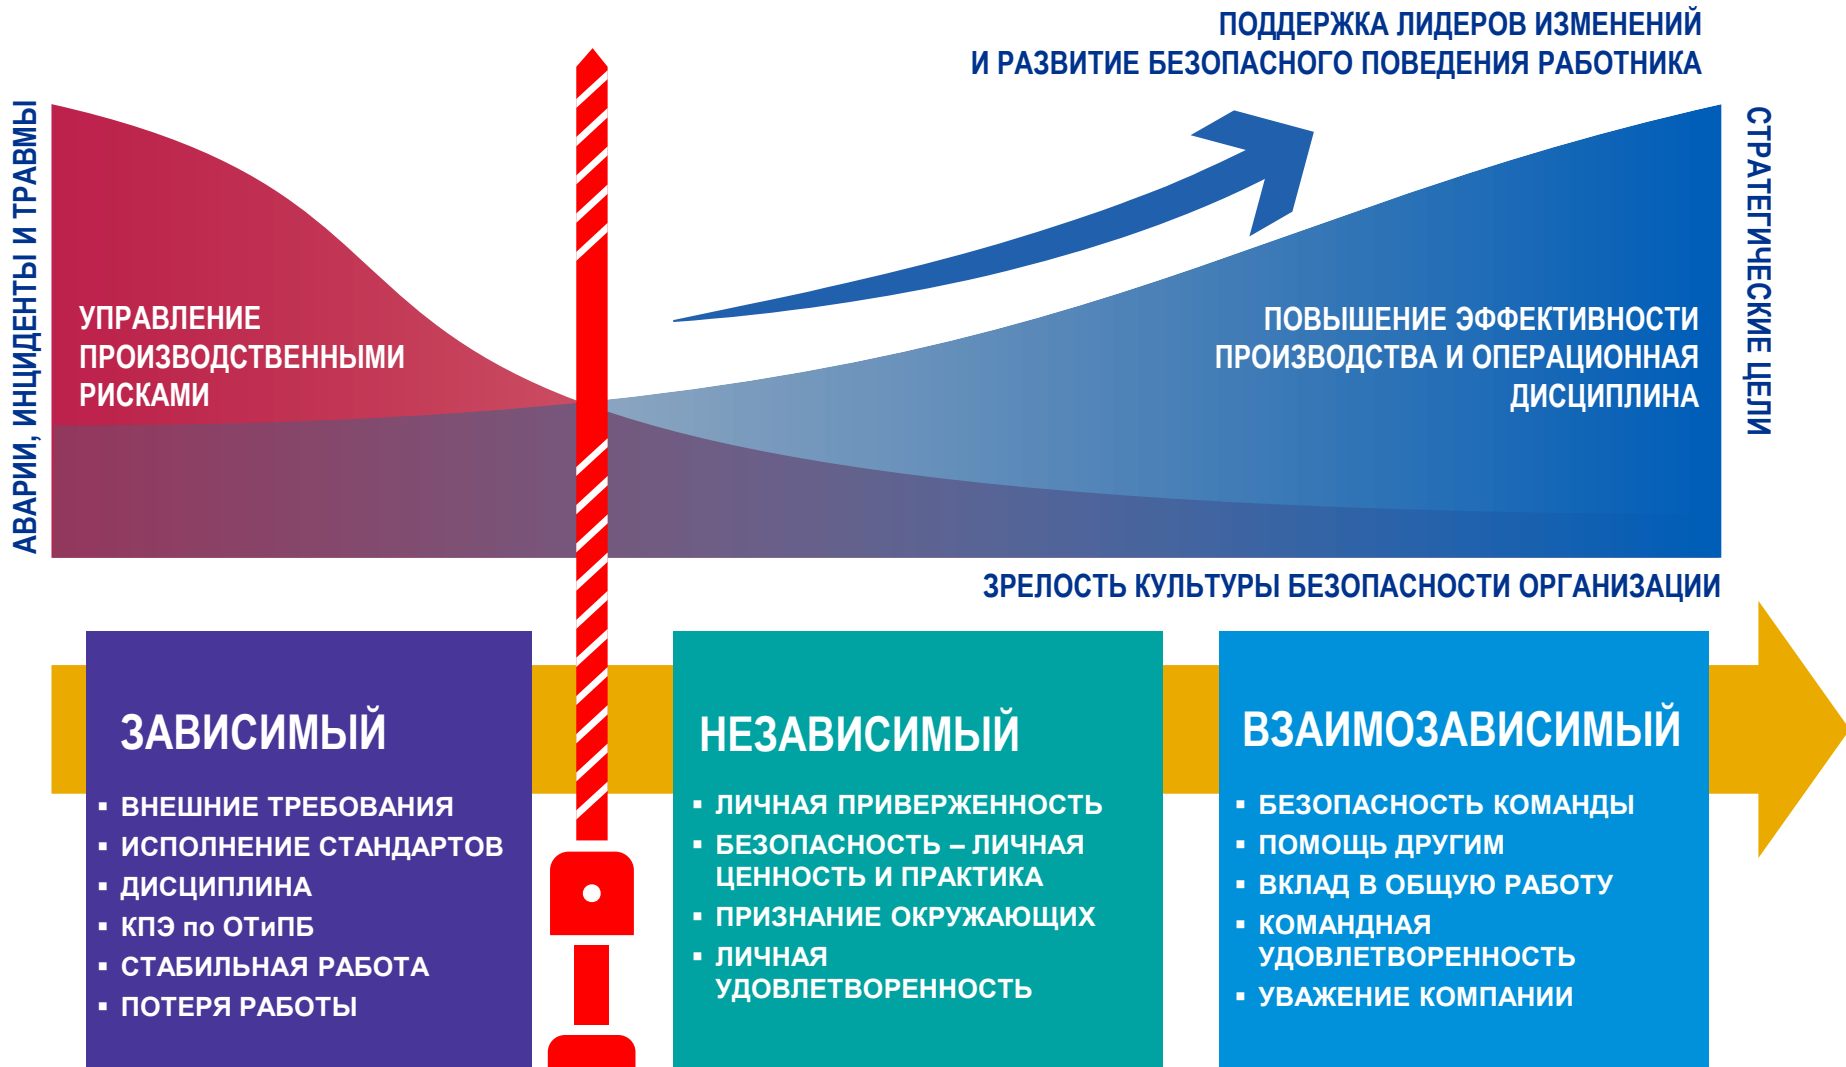 ПОДДЕРЖКА ЛИДЕРОВ ИЗМЕНЕНИЙ
И РАЗВИТИЕ БЕЗОПАСНОГО ПОВЕДЕНИЯ РАБОТНИКА
АВАРИИ, ИНЦИДЕНТЫ И ТРАВМЫ
УПРАВЛЕНИЕ
ПРОИЗВОДСТВЕННЫМИ
РИСКАМИ
ПОВЫШЕНИЕ ЭФФЕКТИВНОСТИ
ПРОИЗВОДСТВА И ОПЕРАЦИОННАЯ
ДИСЦИПЛИНА
СТРАТЕГИЧЕСКИЕ ЦЕЛИ
ЗРЕЛОСТЬ КУЛЬТУРЫ БЕЗОПАСНОСТИ ОРГАНИЗАЦИИ
ЗАВИСИМЫЙ
▪ ВНЕШНИЕ ТРЕБОВАНИЯ
▪ ИСПОЛНЕНИЕ СТАНДАРТОВ
▪ ДИСЦИПЛИНА
▪ КПЭ по ОТиПБ
▪ СТАБИЛЬНАЯ РАБОТА
▪ ПОТЕРЯ РАБОТЫ
НЕЗАВИСИМЫЙ
▪ ЛИЧНАЯ ПРИВЕРЖЕННОСТЬ
▪ БЕЗОПАСНОСТЬ – ЛИЧНАЯ
ЦЕННОСТЬ И ПРАКТИКА
▪ ПРИЗНАНИЕ ОКРУЖАЮЩИХ
▪ ЛИЧНАЯ
УДОВЛЕТВОРЕННОСТЬ
ВЗАИМОЗАВИСИМЫЙ
▪ БЕЗОПАСНОСТЬ КОМАНДЫ
▪ ПОМОЩЬ ДРУГИМ
▪ ВКЛАД В ОБЩУЮ РАБОТУ
▪ КОМАНДНАЯ
УДОВЛЕТВОРЕННОСТЬ
▪ УВАЖЕНИЕ КОМПАНИИ